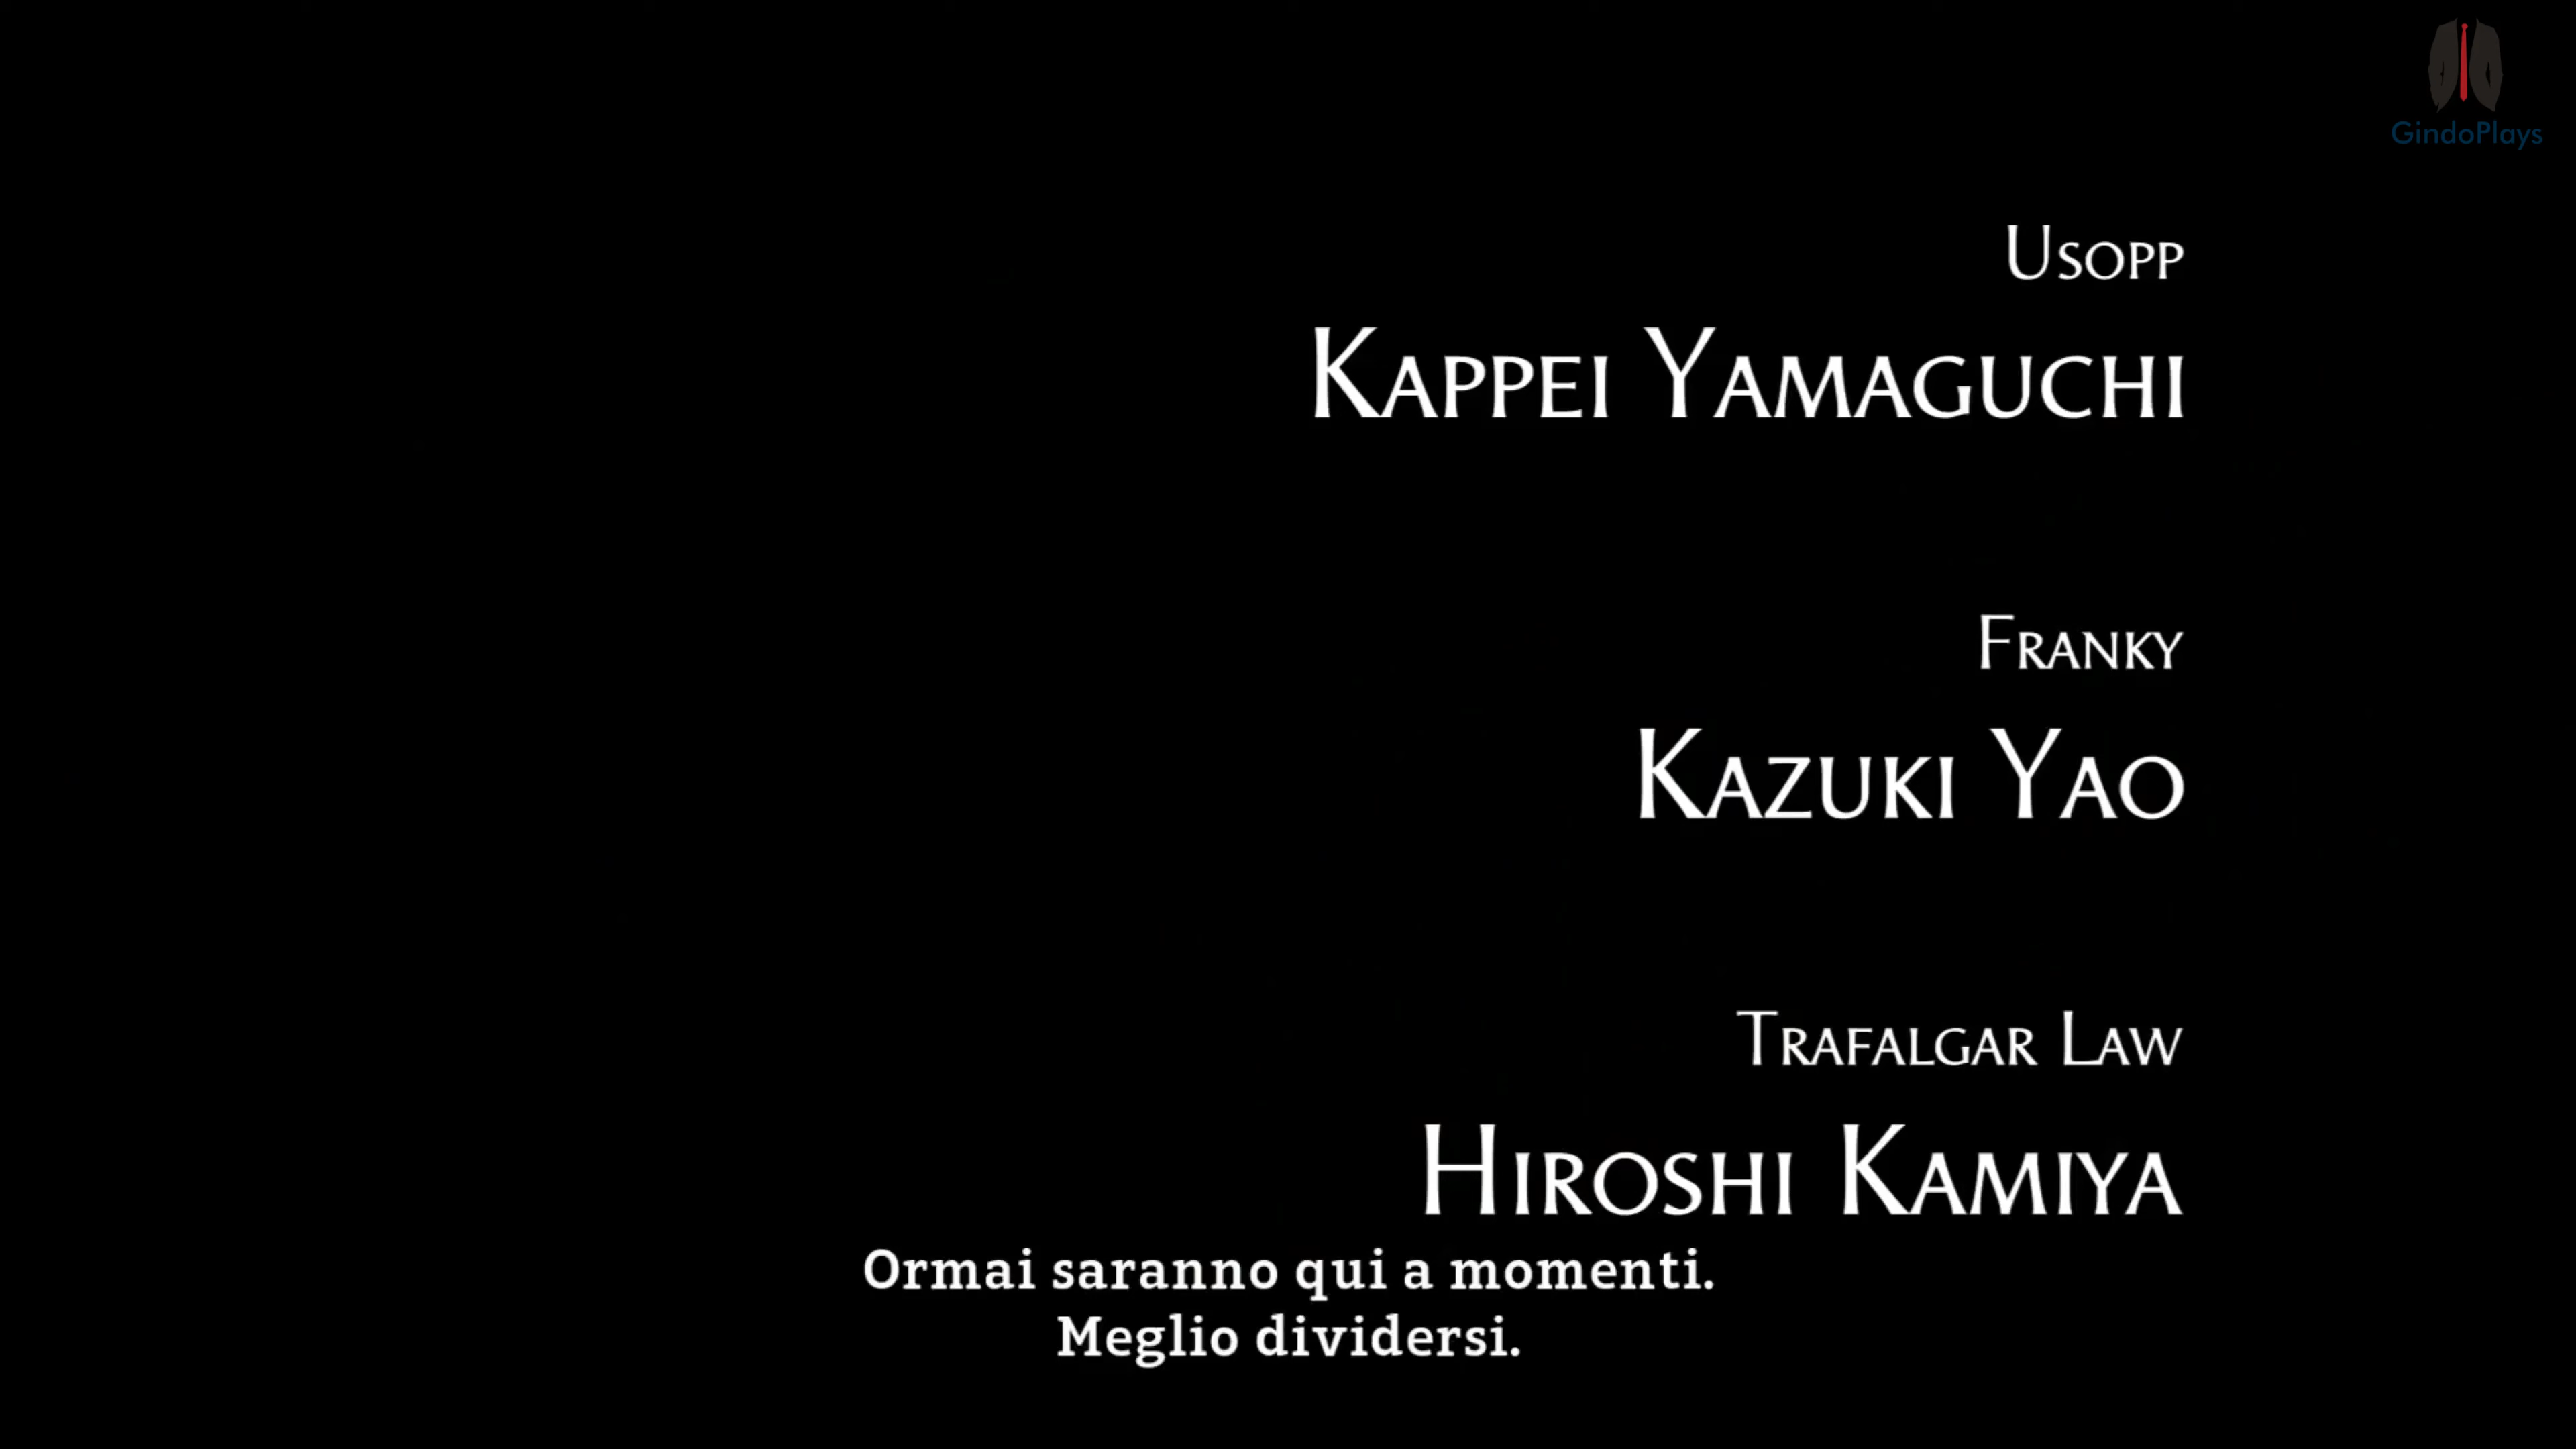 GindoPlays
Usopp
Kappei Yamaguchi
Franky
Kazuki Yao
Trafalgar Law
Hiroshi Kamiya
Ormai saranno qui a momenti.
Meglio dividersi.